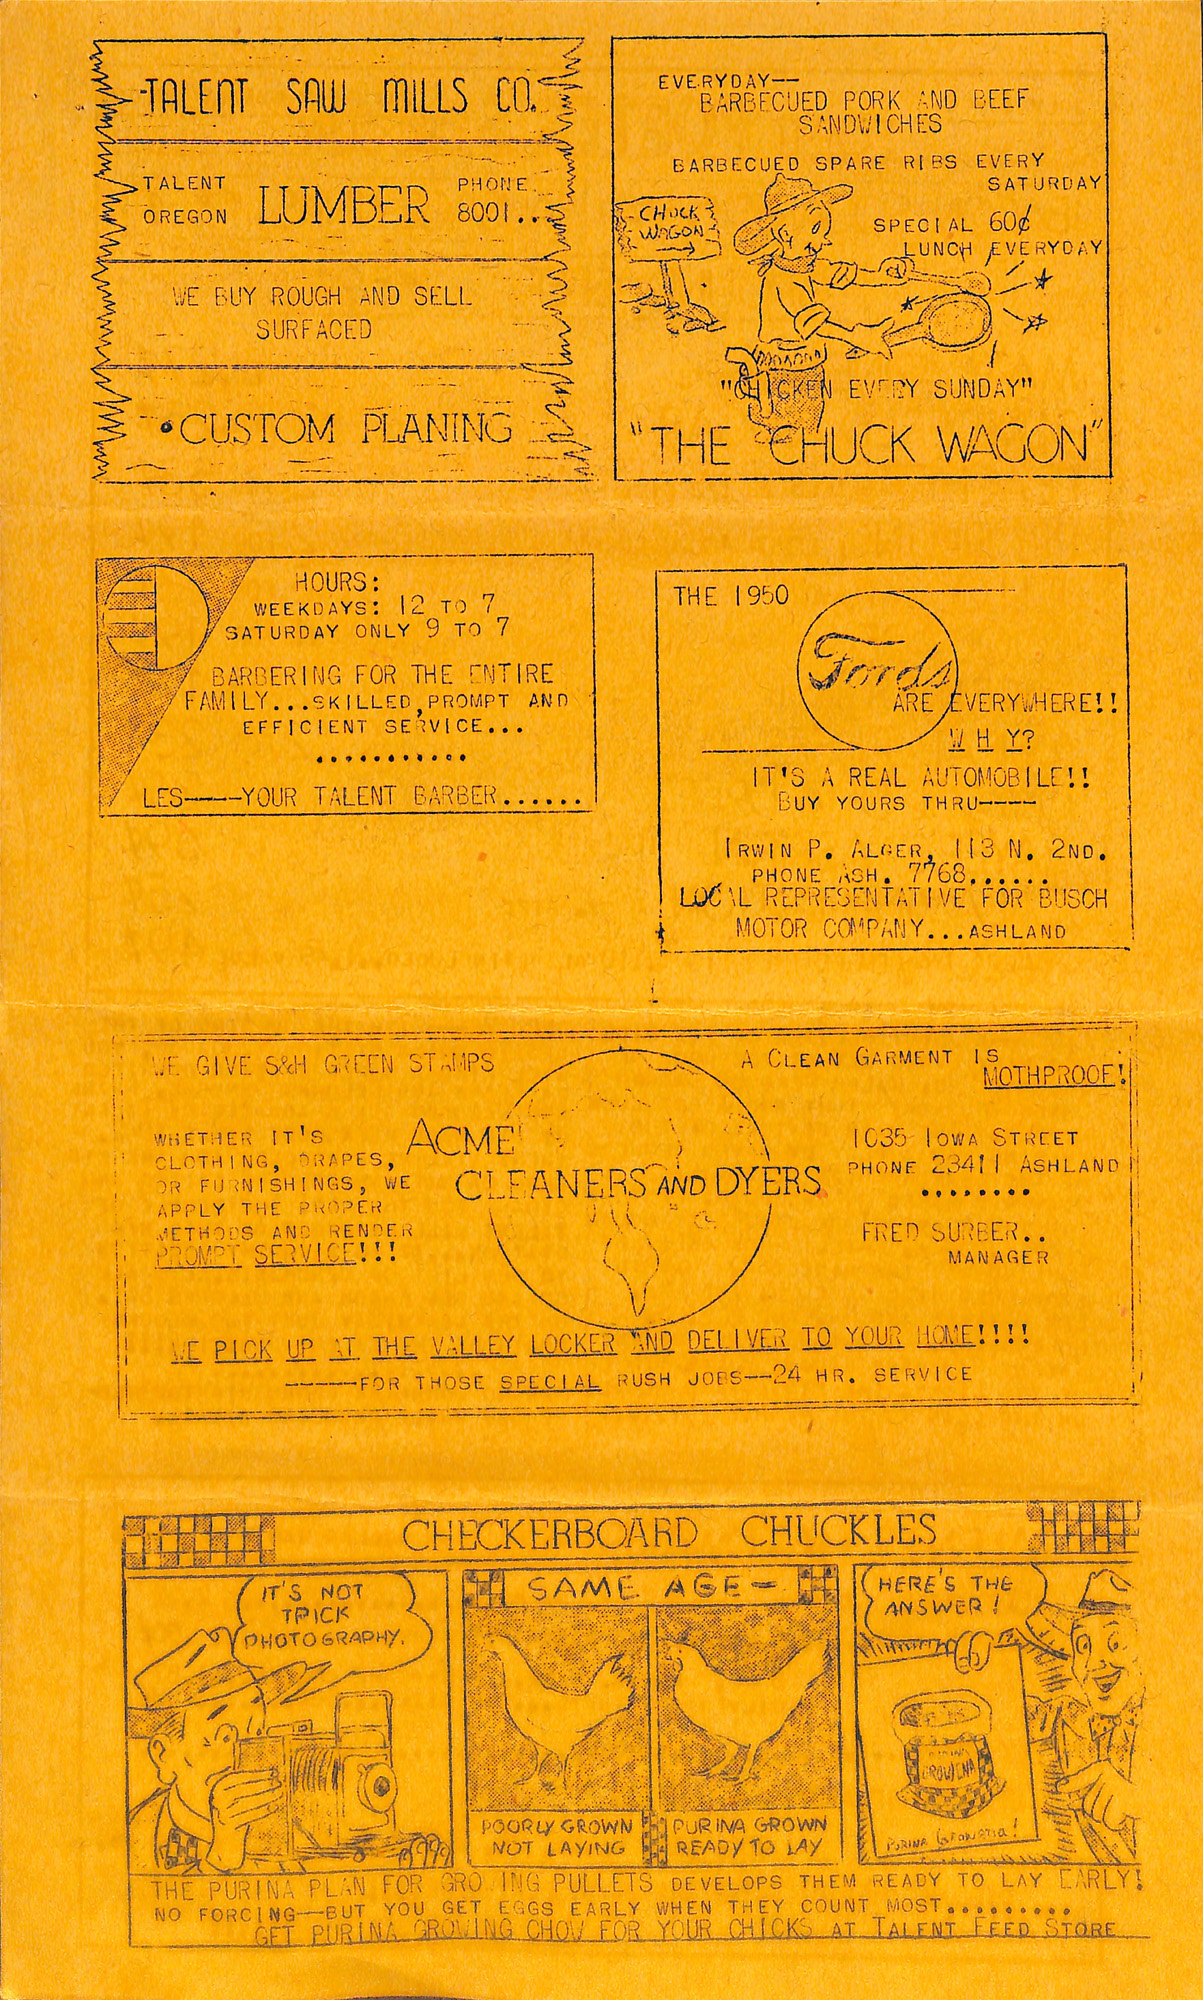 TALENT SAW MILLS CO.
TALENT OREGON LUMBER PHONE 8001...
WE BUY ROUGH AND SELL
SURFACED
CUSTOM PLANING
EVERYDAY--
BARBECUED PORK AND BEEF
SANDWICHES
BARBECUED SPARE RIBS EVERY
SATURDAY
CHUCK
WAGON
SPECIAL 60¢
LUNCH EVERYDAY
"CHICKEN EVERY SUNDAY"
"THE CHUCK WAGON"
HOURS:
WEEKDAYS: 12 TO 7
SATURDAY ONLY 9 TO 7
BARBERING FOR THE ENTIRE
FAMILY...SKILLED,PROMPT AND
EFFICIENT SERVICE...
...........
LES----YOUR TALENT BARBER......
THE 1950
Fords
ARE EVERYWHERE!!
W H Y?
IT'S A REAL AUTOMOBILE!!
BUY YOURS THRU----
IRWIN P. ALGER, 113 N. 2ND.
PHONE ASH. 7768......
LOCAL REPRESENTATIVE FOR BUSCH
MOTOR COMPANY...ASHLAND
WE GIVE S&H GREEN STAMPS
A CLEAN GARMENT IS
MOTHPROOF!
WHETHER IT'S
CLOTHING, DRAPES,
OR FURNISHINGS, WE
APPLY THE PROPER
METHODS AND RENDER
PROMPT SERVICE!!!
ACME
CLEANERS AND DYERS
1035 IOWA STREET
PHONE 23411 ASHLAND
........
FRED SURBER..
MANAGER
WE PICK UP AT THE VALLEY LOCKER AND DELIVER TO YOUR HOME!!!!
-----FOR THOSE SPECIAL RUSH JOBS--24 HR. SERVICE
CHECKERBOARD CHUCKLES
IT'S NOT
TRICK
PHOTOGRAPHY.
SAME AGE-
POORLY GROWN
NOT LAYING
PURINA GROWN
READY TO LAY
HERE'S THE
ANSWER!
GROWENA
PURINA GROWENA!
THE PURINA PLAN FOR GROWING PULLETS DEVELOPS THEM READY TO LAY EARLY!
NO FORCING--BUT YOU GET EGGS EARLY WHEN THEY COUNT MOST.........
GET PURINA GROWING CHOW FOR YOUR CHICKS AT TALENT FEED STORE